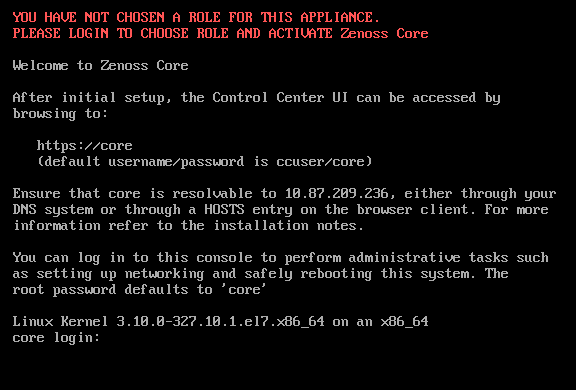 YOU HAVE NOT CHOSEN A ROLE FOR THIS APPLIANCE.
PLEASE LOGIN TO CHOOSE ROLE AND ACTIVATE Zenoss Core
Welcome to Zenoss Core
After initial setup, the Control Center UI can be accessed by
browsing to:
https://core
(default username/password is ccuser/core)
Ensure that core is resolvable to 10.87.209.236, either through your
DNS system or through a HOSTS entry on the browser client. For more
information refer to the installation notes.
You can log in to this console to perform administrative tasks such
as setting up networking and safely rebooting this system. The
root password defaults to 'core'
Linux Kernel 3.10.0-327.10.1.el7.x86_64 on an x86_64
core login: